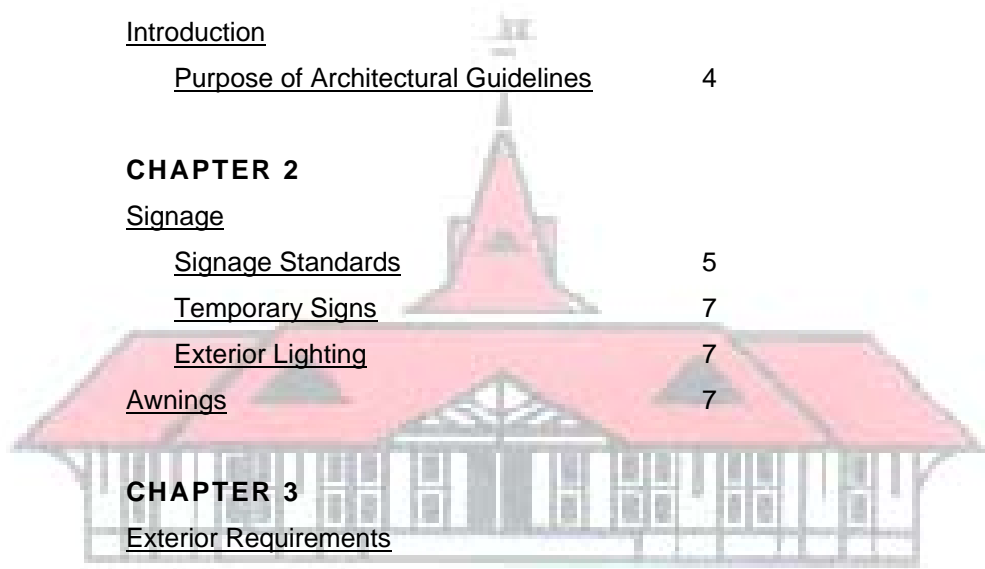 Introduction
Purpose of Architectural Guidelines 4
CHAPTER 2
Signage
Signage Standards 5
Temporary Signs 7
Exterior Lighting 7
Awnings 7
CHAPTER 3
Exterior Requirements